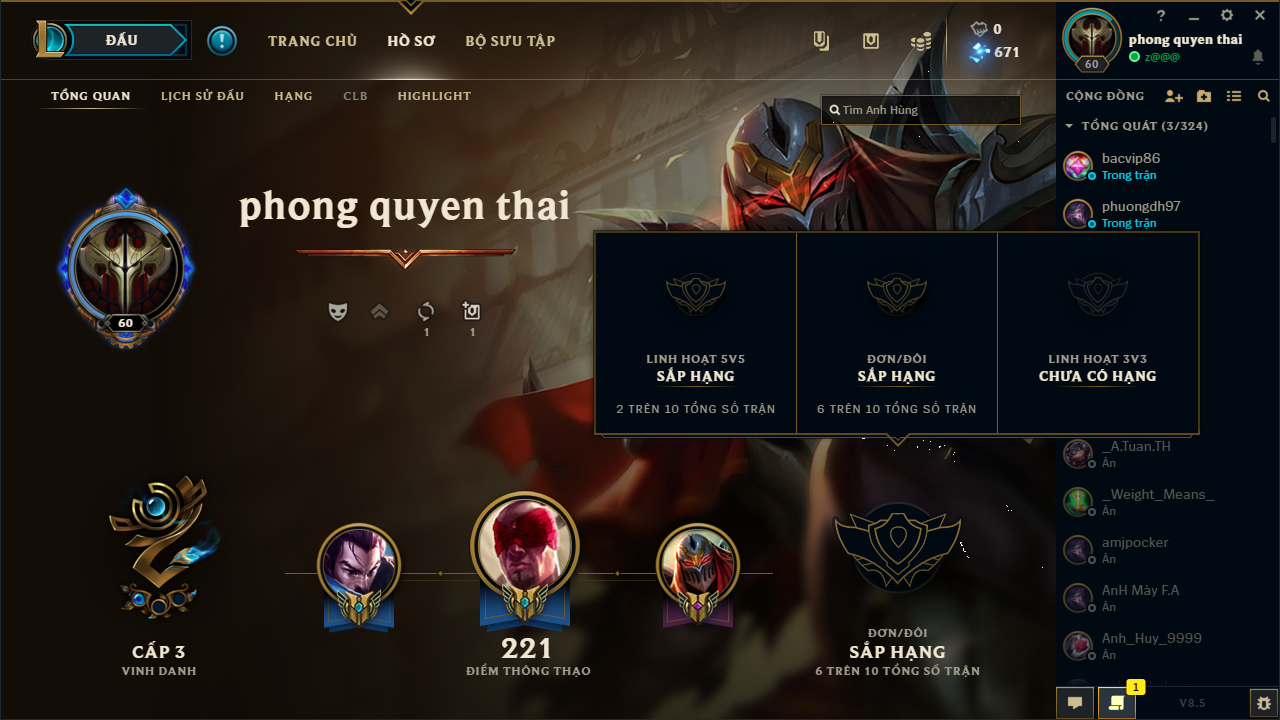 ĐẤU
TRANG CHỦ
HỒ SƠ
BỘ SƯU TẬP
0
671
?
phong quyen thai
z@@@
60
TỔNG QUAN
LỊCH SỬ ĐẤU
HẠNG
CLB
HIGHLIGHT
Tìm Anh Hùng
CỘNG ĐỒNG
TỔNG QUÁT (3/324)
bacvip86
Trong trận
phuongdh97
Trong trận
phong quyen thai
60
1
1
LINH HOẠT 5V5
SẮP HẠNG
2 TRÊN 10 TỔNG SỐ TRẬN
ĐƠN/ĐÔI
SẮP HẠNG
6 TRÊN 10 TỔNG SỐ TRẬN
LINH HOẠT 3V3
CHƯA CÓ HẠNG
_A.Tuan.TH
Ẩn
_Weight_Means_
Ẩn
amjpocker
Ẩn
AnH Mày F.A
Ẩn
Anh_Huy_9999
Ẩn
CẤP 3
VINH DANH
221
ĐIỂM THÔNG THẠO
ĐƠN/ĐÔI
SẮP HẠNG
6 TRÊN 10 TỔNG SỐ TRẬN
1
V8.5